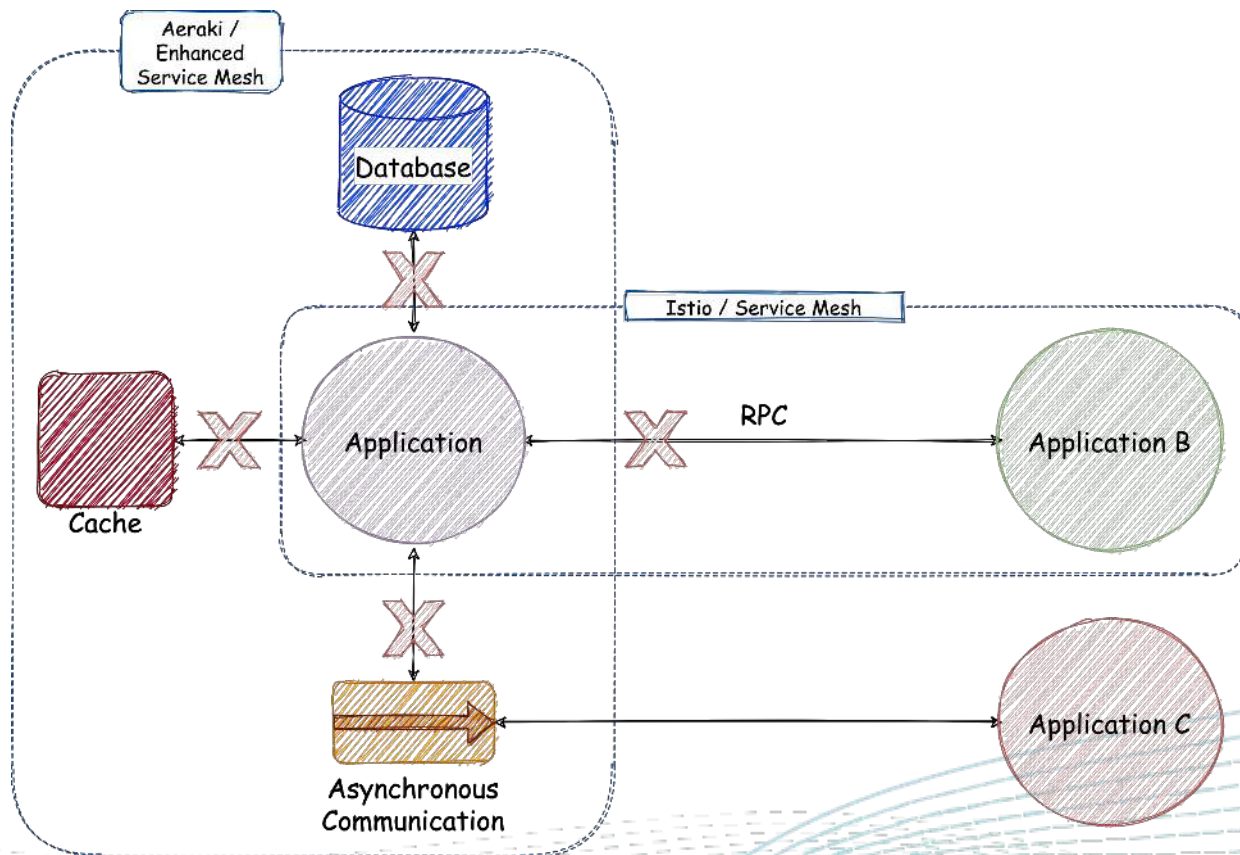 Aeraki /
Enhanced
Service Mesh
Database
Istio / Service Mesh
Application
RPC
Application B
Cache
Asynchronous
Communication
Application C